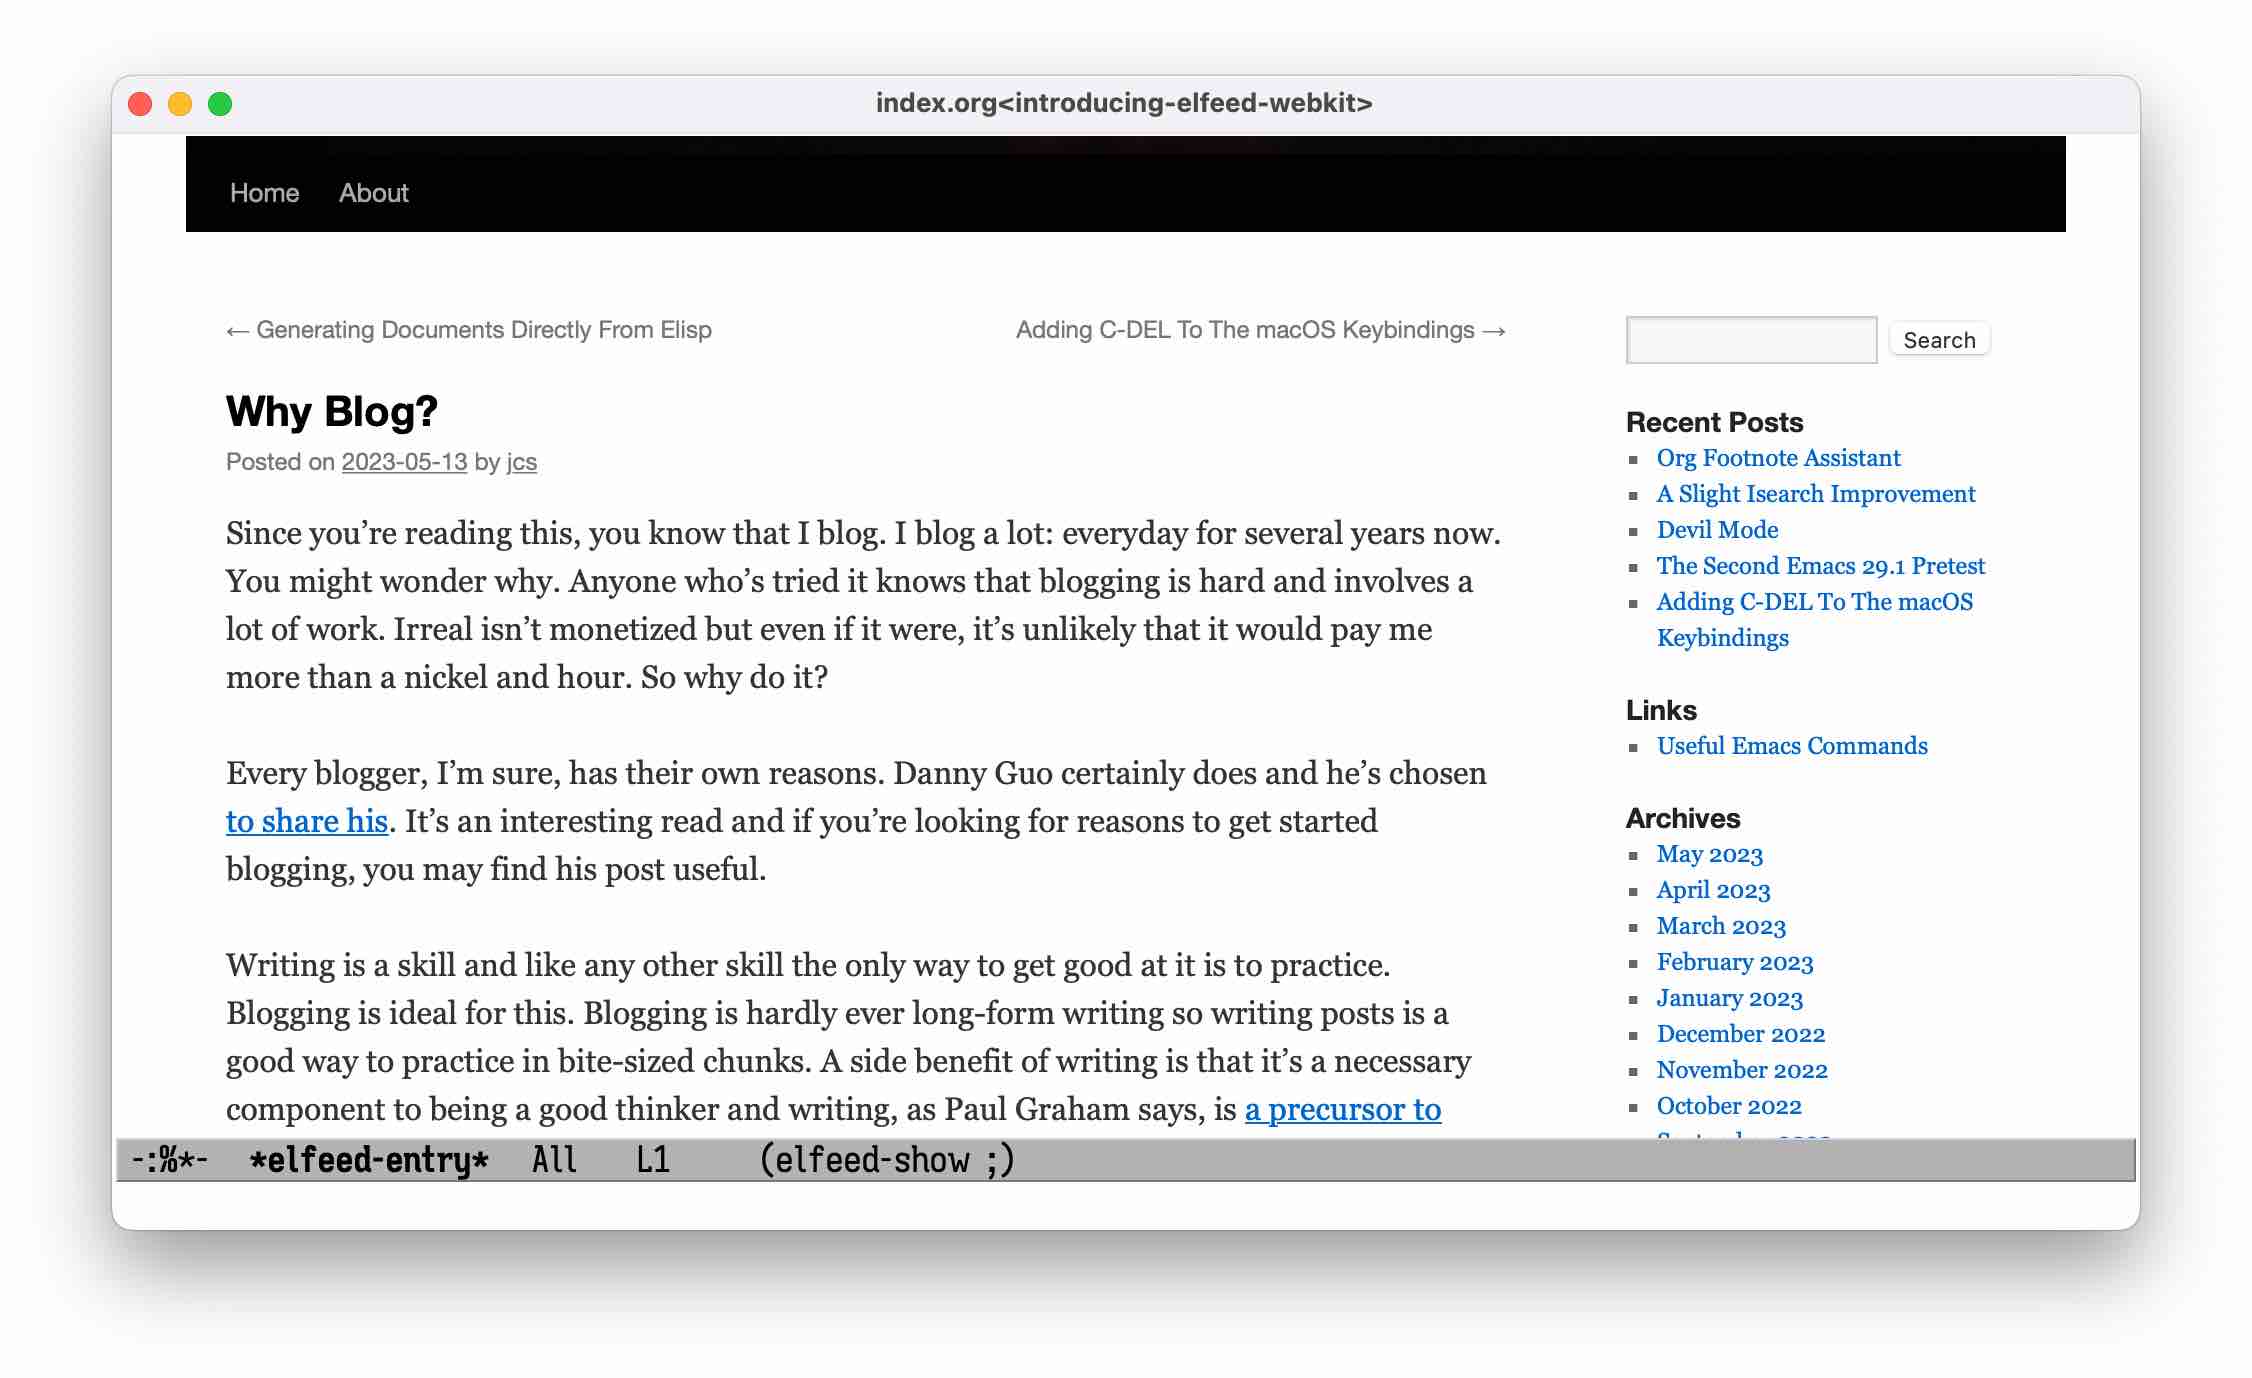 index.org<introducing-elfeed-webkit>
Home About
← Generating Documents Directly From Elisp
Adding C-DEL To The macOS Keybindings →
Why Blog?
Posted on 2023-05-13 by jcs
Since you’re reading this, you know that I blog. I blog a lot: everyday for several years now.
You might wonder why. Anyone who’s tried it knows that blogging is hard and involves a
lot of work. Irreal isn’t monetized but even if it were, it’s unlikely that it would pay me
more than a nickel and hour. So why do it?
Every blogger, I’m sure, has their own reasons. Danny Guo certainly does and he’s chosen
to share his. It’s an interesting read and if you’re looking for reasons to get started
blogging, you may find his post useful.
Writing is a skill and like any other skill the only way to get good at it is to practice.
Blogging is ideal for this. Blogging is hardly ever long-form writing so writing posts is a
good way to practice in bite-sized chunks. A side benefit of writing is that it’s a necessary
component to being a good thinker and writing, as Paul Graham says, is a precursor to
Search
Recent Posts
Org Footnote Assistant
A Slight Isearch Improvement
Devil Mode
The Second Emacs 29.1 Pretest
Adding C-DEL To The macOS
Keybindings
Links
Useful Emacs Commands
Archives
May 2023
April 2023
March 2023
February 2023
January 2023
December 2022
November 2022
October 2022
-:%*- *elfeed-entry* All L1 (elfeed-show ;)